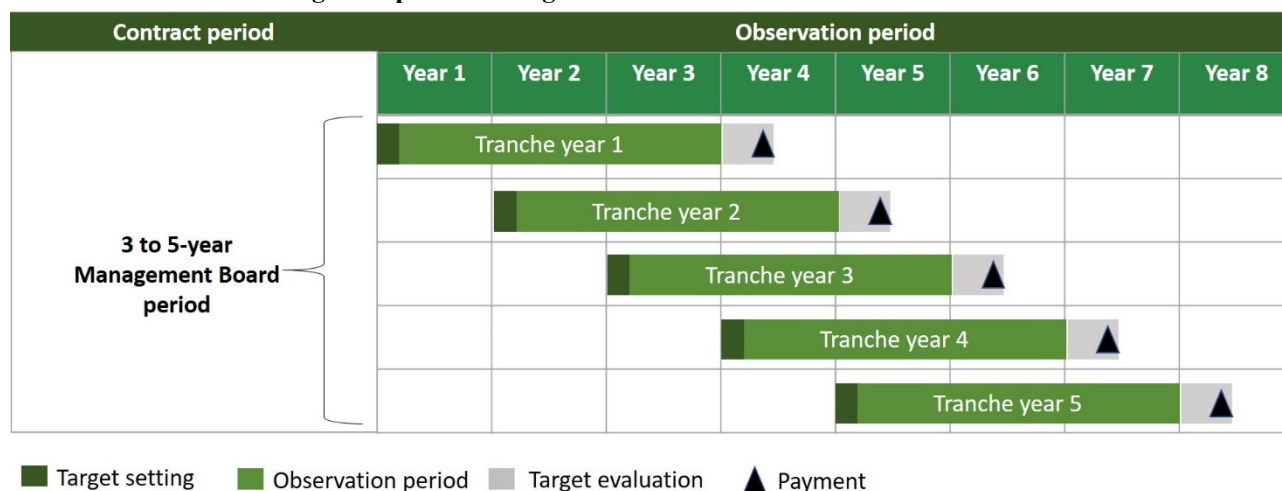 Contract period
Observation period
Year 1 Year 2 Year 3 Year 4 Year 5 Year 6 Year 7 Year 8
Tranche year 1
Tranche year 2
3 to 5-year
Management Board
period
Tranche year 3
Tranche year 4
Tranche year 5
Target setting Observation period Target evaluation Payment